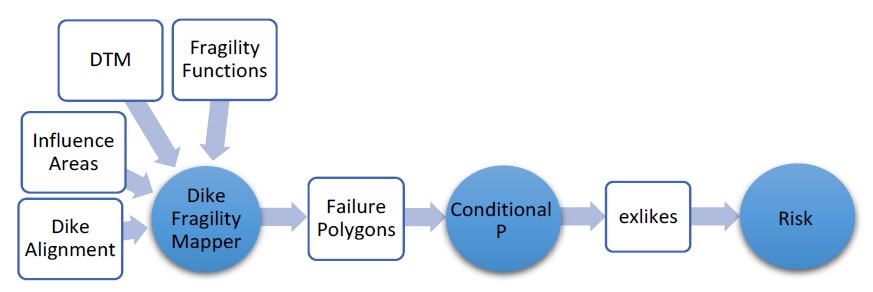 DTM
Fragility
Functions
Influence
Areas
Dike
Alignment
Dike
Fragility
Mapper
Failure
Polygons
Conditional
P
exlikes
Risk